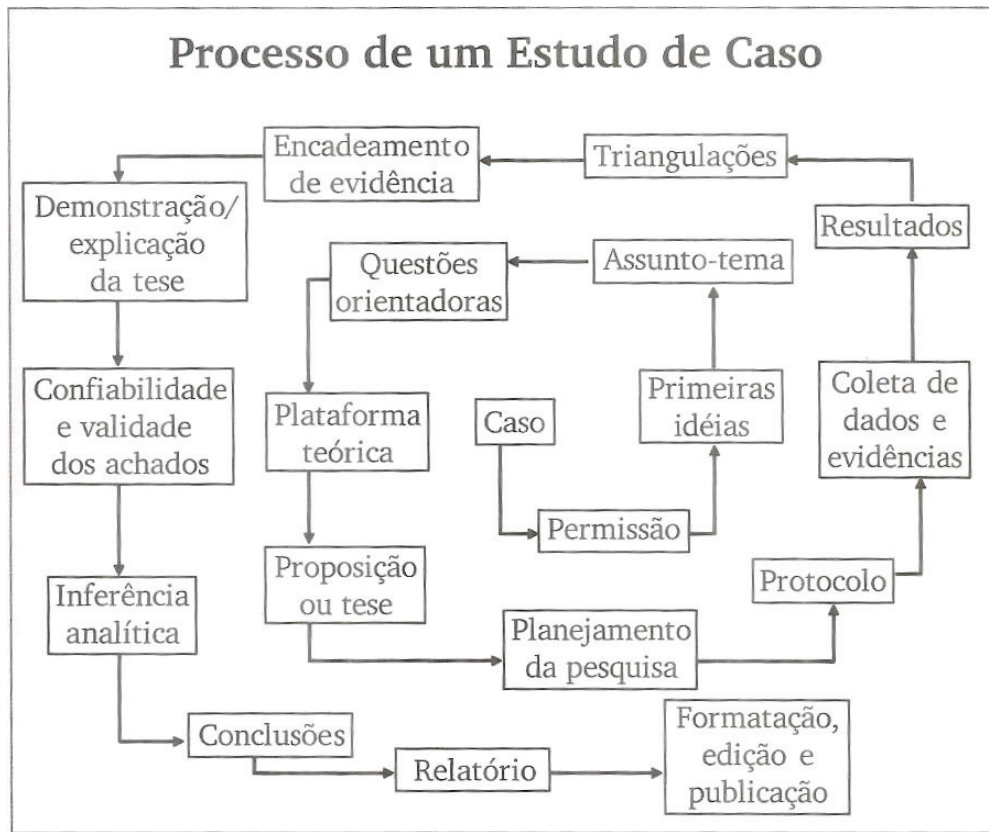 Processo de um Estudo de Caso
Encadeamento
de evidência
Triangulações
Resultados
Demonstração/
explicação
da tese
Questões
orientadoras
Assunto-tema
Confiabilidade
e validade
dos achados
Plataforma
teórica
Caso
Primeiras
idéias
Coleta de
dados e
evidências
Permissão
Inferência
analítica
Proposição
ou tese
Protocolo
Planejamento
da pesquisa
Conclusões
Relatório
Formatação,
edição e
publicação